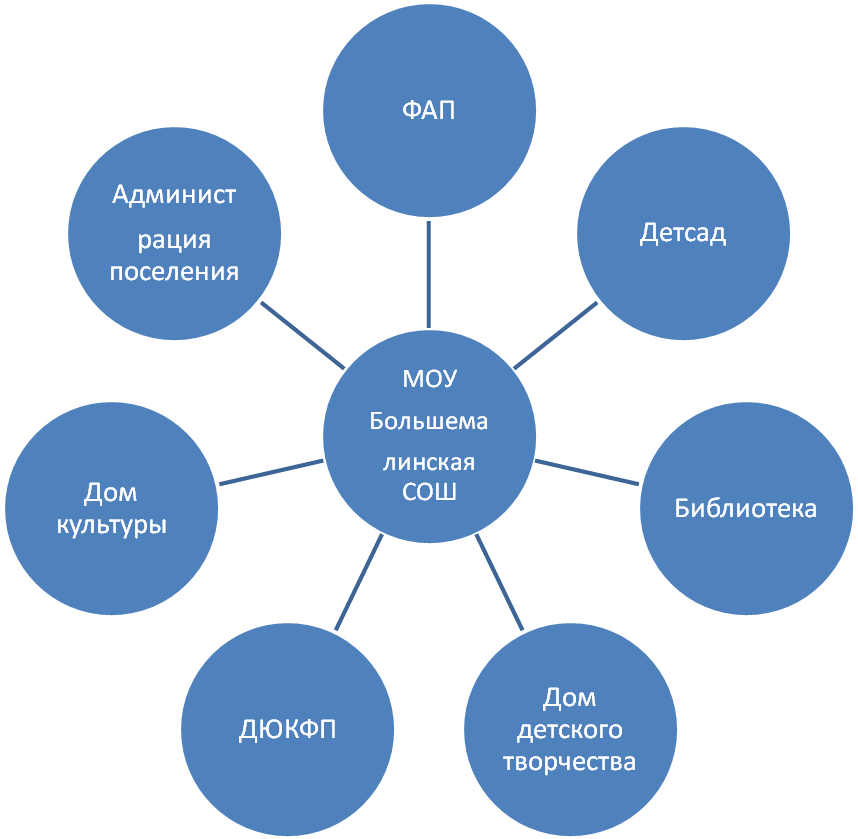 ФАП
Админист
рация
поселения
Детсад
МОУ
Большема
линская
СОШ
Дом
культуры
Библиотека
ДЮКФП
Дом
детского
творчества